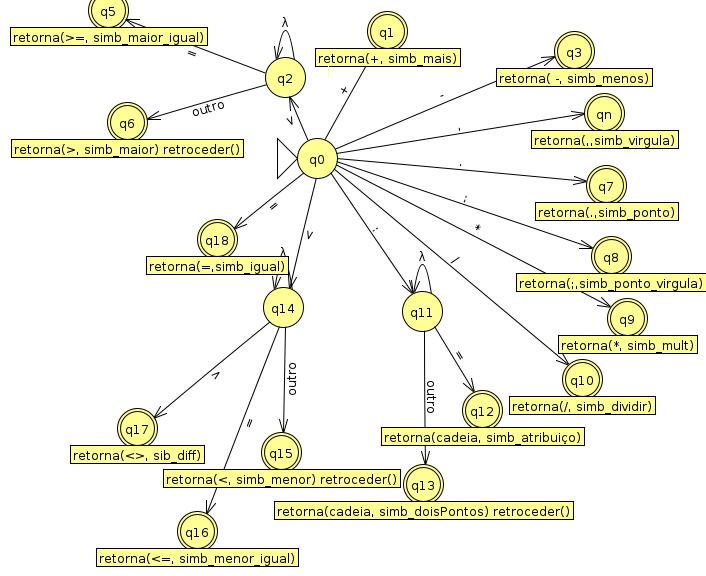 q5
retorna(>=, simb_maior_igual)
=
λ
q2
q1
retorna(+, simb_mais)
+
q3
retorna( -, simb_menos)
-
outro
q6
retorna(>, simb_maior) retroceder()
>
q0
qn
retorna(,,simb_virgula)
,
q7
retorna(.,simb_ponto)
.
=
q18
retorna(=,simb_igual)
<
:
;
q8
retorna(;,simb_ponto_virgula)
*
q9
retorna(*, simb_mult)
/
λ
q14
λ
q11
q10
retorna(/, simb_dividir)
>
=
outro
outro
=
q17
retorna(<>, sib_diff)
q12
retorna(cadeia, simb_atribuiço)
q15
retorna(<, simb_menor) retroceder()
q13
retorna(cadeia, simb_doisPontos) retroceder()
q16
retorna(<=, simb_menor_igual)